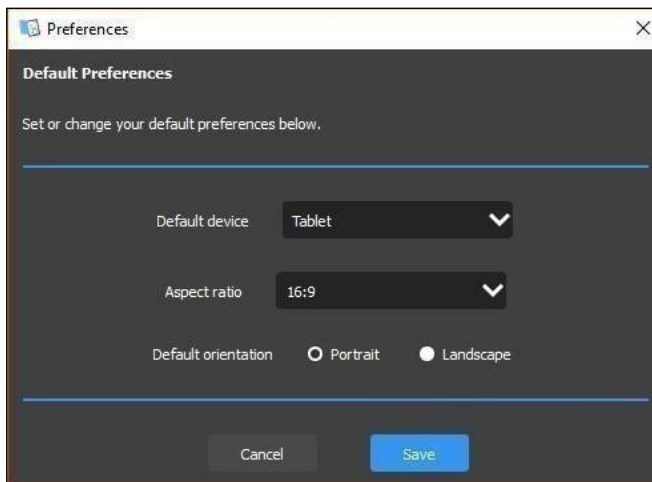 Preferences
Default Preferences
Set or change your default preferences below.
Default device Tablet
Aspect ratio 16:9
Default orientation Portrait Landscape
Cancel Save